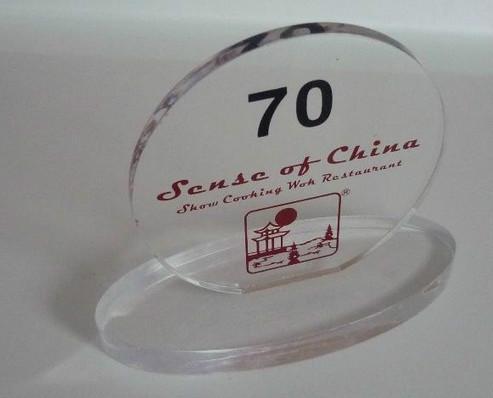 70
Sense of China
Show Cooking Wok Restaurant
®